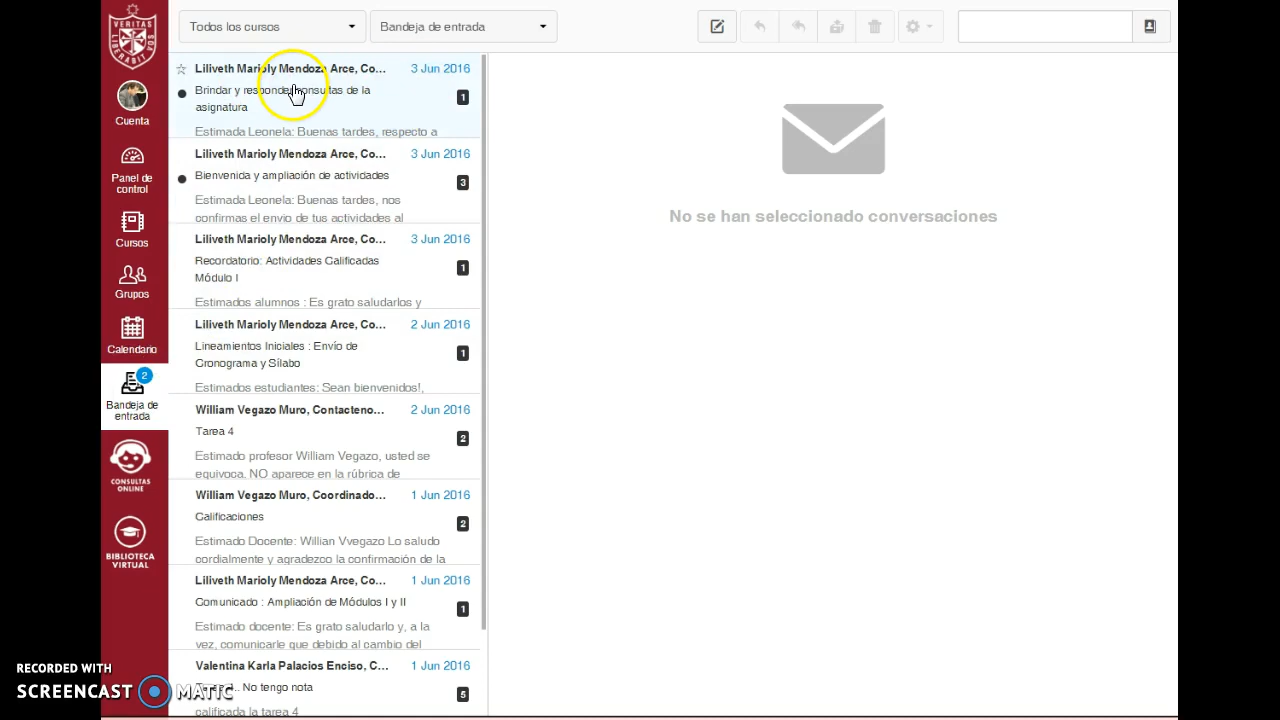 VERITAS
LIBERABIT
VOS
Todos los cursos
Bandeja de entrada
Cuenta
Panel de
control
Cursos
Grupos
Calendario
2
Bandeja de
entrada
CONSULTAS
ONLINE
BIBLIOTECA
VIRTUAL
Liliveth Marioly Mendoza Arce, Co... 3 Jun 2016
Brindar y responder consultas de la
asignatura
1
Estimada Leonela: Buenas tardes, respecto a
Liliveth Marioly Mendoza Arce, Co... 3 Jun 2016
Bienvenida y ampliación de actividades
3
Estimada Leonela: Buenas tardes, nos
confirmas el envio de tus actividades al
Liliveth Marioly Mendoza Arce, Co... 3 Jun 2016
Recordatorio: Actividades Calificadas
Módulo I
1
Estimados alumnos : Es grato saludarlos y
Liliveth Marioly Mendoza Arce, Co... 2 Jun 2016
Lineamientos Iniciales : Envío de
Cronograma y Sílabo
1
Estimados estudiantes: Sean bienvenidos!,
William Vegazo Muro, Contacteno... 2 Jun 2016
Tarea 4
2
Estimado profesor William Vegazo, usted se
equivoca. NO aparece en la rúbrica de
William Vegazo Muro, Coordinado... 1 Jun 2016
Calificaciones
2
Estimado Docente: Willian Vvegazo Lo saludo
cordialmente y agradezco la confirmación de la
Liliveth Marioly Mendoza Arce, Co... 1 Jun 2016
Comunicado : Ampliación de Módulos I y II
1
Estimado docente: Es grato saludarlo y, a la
vez, comunicarle que debido al cambio del
Valentina Karla Palacios Enciso, C... 1 Jun 2016
No tengo nota
5
calificada la tarea 4
No se han seleccionado conversaciones
RECORDED WITH
SCREENCAST MATIC